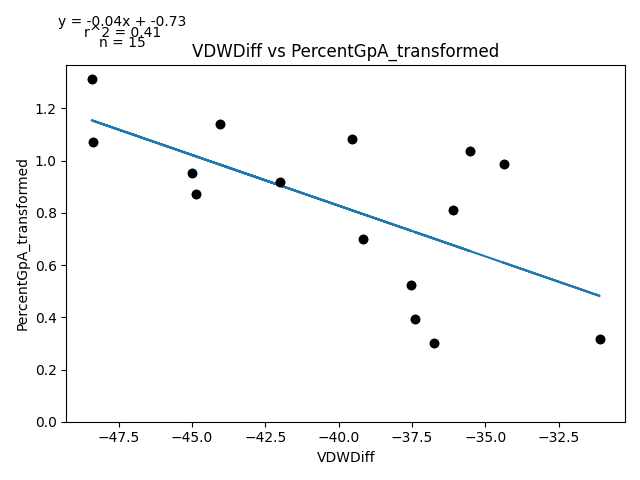 y = -0.04x + -0.73
r^2 = 0.41
n = 15
VDWDiff vs PercentGpA_transformed
PercentGpA_transformed
1.2
1.0
0.8
0.6
0.4
0.2
0.0
−47.5 −45.0 −42.5 −40.0 −37.5 −35.0 −32.5
VDWDiff